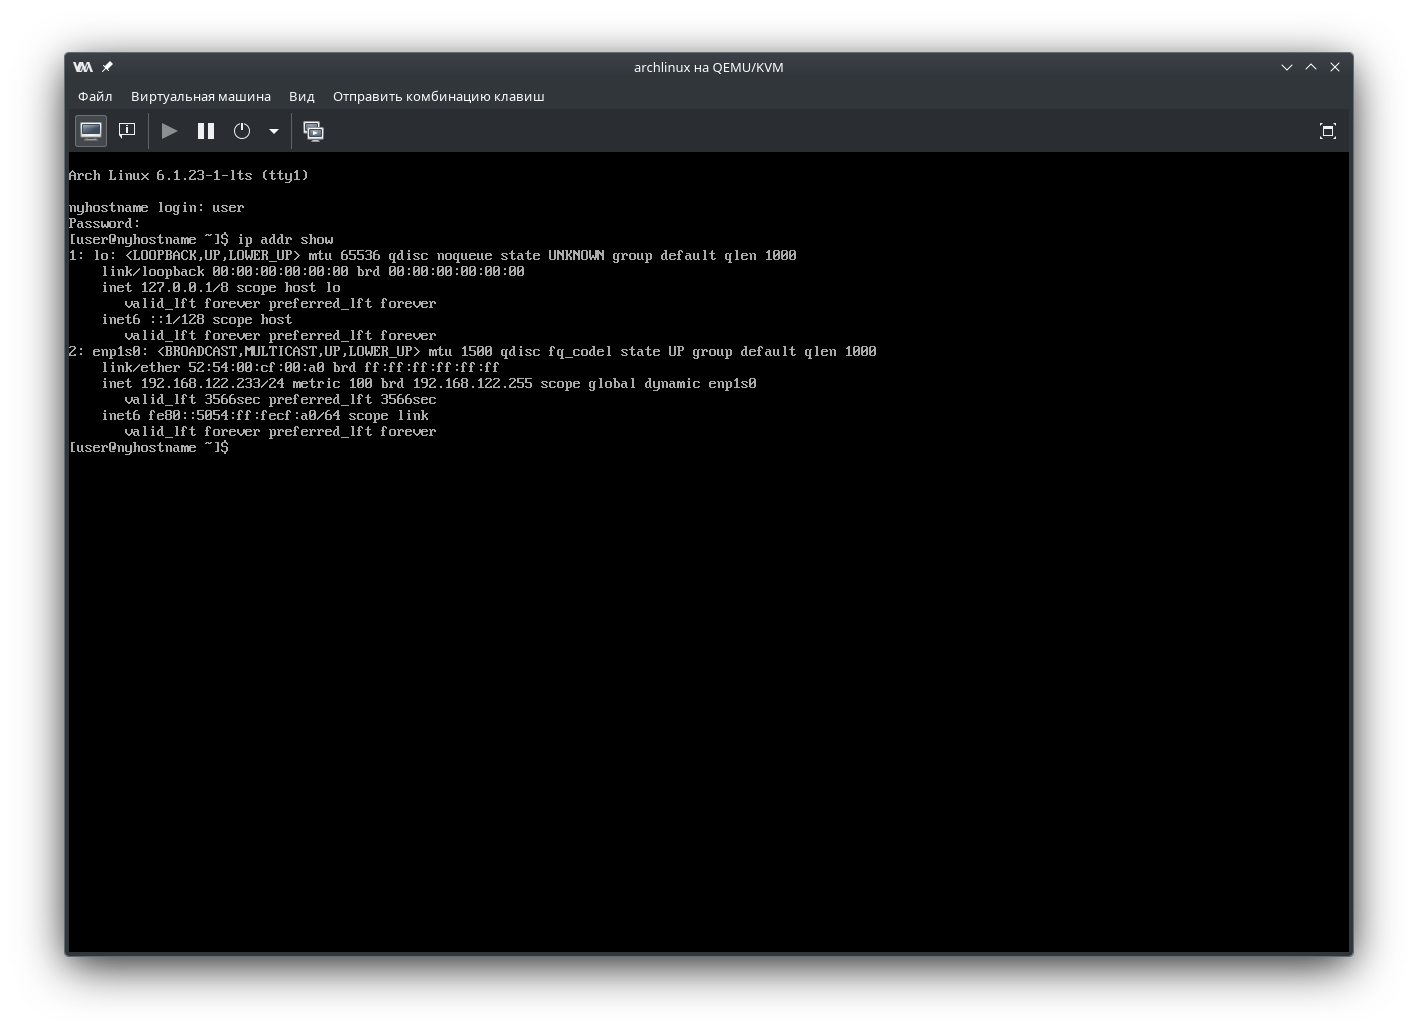 archlinux на QEMU/KVM
Файл Виртуальная машина Вид Отправить комбинацию клавиш
Arch Linux 6.1.23-1-lts (tty1)
myhostname login: user
Password:
[user@myhostname ~]$ ip addr show
1: lo: <LOOPBACK,UP,LOWER_UP> mtu 65536 qdisc noqueue state UNKNOWN group default qlen 1000
link/loopback 00:00:00:00:00:00 brd 00:00:00:00:00:00
inet 127.0.0.1/8 scope host lo
valid_lft forever preferred_lft forever
inet6 ::1/128 scope host
valid_lft forever preferred_lft forever
2: enp1s0: <BROADCAST,MULTICAST,UP,LOWER_UP> mtu 1500 qdisc fq_codel state UP group default qlen 1000
link/ether 52:54:00:cf:00:a0 brd ff:ff:ff:ff:ff:ff
inet 192.168.122.233/24 metric 100 brd 192.168.122.255 scope global dynamic enp1s0
valid_lft 3566sec preferred_lft 3566sec
inet6 fe80::5054:ff:fecf:a0/64 scope link
valid_lft forever preferred_lft forever
[user@myhostname ~]$